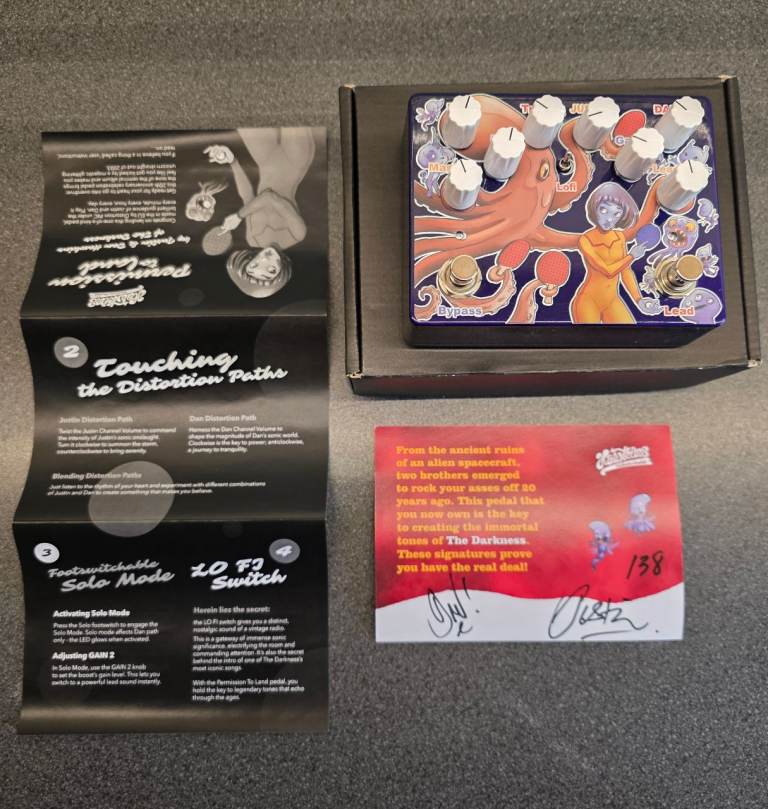 Permission
to Land
by Justin & Dan Hawkins
of The Darkness
2
Touching
the Distortion Paths
Justin Distortion Path
Twist the Justin Channel Volume to command
the intensity of Justin's sonic onslaught.
Turn it clockwise to summon the storm,
counterclockwise to bring serenity.
Dan Distortion Path
Harness the Dan Channel Volume to
shape the magnitude of Dan's sonic world.
Clockwise is the key to power; anticlockwise,
a journey to tranquility.
Blending Distortion Paths
Just listen to the rhythm of your heart and experiment with different combinations
of Justin and Dan to create something that makes you believe.
3
Footswitchable
Solo Mode
Activating Solo Mode
Press the Solo footswitch to engage the
Solo Mode. Solo mode affects Dan path
only - the LED glows when activated.
Adjusting GAIN 2
In Solo Mode, use the GAIN 2 knob
to set the boost's gain level. This lets you
switch to a powerful lead sound instantly.
4
LO FI
Switch
Herein lies the secret:
the LO FI switch gives you a distinct,
nostalgic sound of a vintage radio.
This is a gateway of immense sonic
significance, electrifying the room and
commanding attention. It's also the secret
behind the intro of one of The Darkness's
most iconic songs.
With the Permission To Land pedal, you
hold the key to legendary tones that echo
through the ages.
Lofi
Bypass
Lead
From the ancient ruins
of an alien spacecraft,
two brothers emerged
to rock your asses off 20
years ago. This pedal that
you now own is the key
to creating the immortal
tones of The Darkness.
These signatures prove
you have the real deal!
138